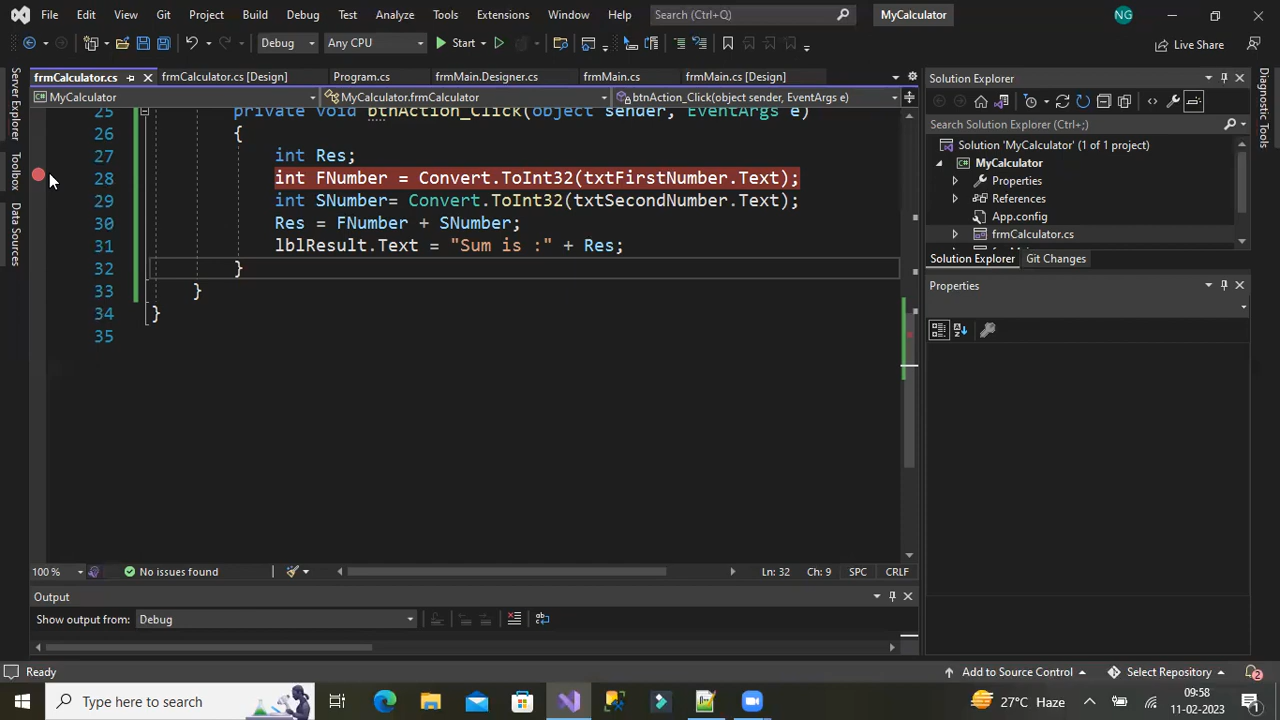 File Edit View Git Project Build Debug Test Analyze Tools Extensions Window Help Search (Ctrl+Q) MyCalculator NG
Debug Any CPU Start Live Share
frmCalculator.cs frmCalculator.cs [Design] Program.cs frmMain.Designer.cs frmMain.cs frmMain.cs [Design]
MyCalculator MyCalculator.frmCalculator btnAction_Click(object sender, EventArgs e)
25 private void btnAction_Click(object sender, EventArgs e)
26 {
27 int Res;
28 int FNumber = Convert.ToInt32(txtFirstNumber.Text);
29 int SNumber= Convert.ToInt32(txtSecondNumber.Text);
30 Res = FNumber + SNumber;
31 lblResult.Text = "Sum is :" + Res;
32 }
33 }
34 }
35
100 % No issues found Ln: 32 Ch: 9 SPC CRLF
Output
Show output from: Debug
Server Explorer
Toolbox
Data Sources
Solution Explorer
Search Solution Explorer (Ctrl+;)
Solution 'MyCalculator' (1 of 1 project)
MyCalculator
Properties
References
App.config
frmCalculator.cs
Solution Explorer Git Changes
Properties
Diagnostic Tools
Ready Add to Source Control Select Repository 2
Type here to search 27°C Haze 09:58
11-02-2023 1